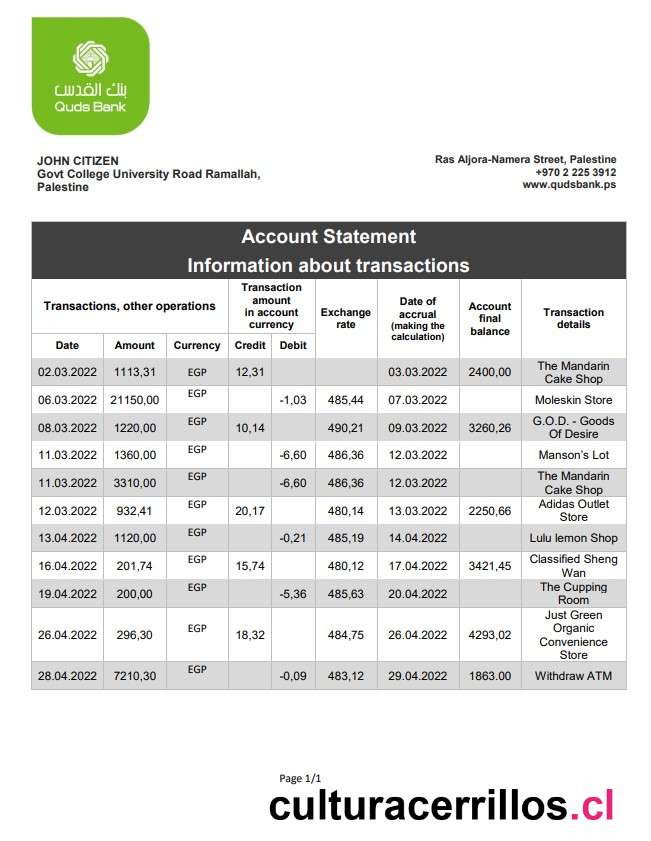 بنك القدس
Quds Bank
JOHN CITIZEN
Govt College University Road Ramallah,
Palestine
Ras Aljora-Namera Street, Palestine
+970 2 225 3912
www.qudsbank.ps
Account Statement
Information about transactions
Transactions, other operations
Transaction
amount
in account
currency
Exchange
rate
Date of
accrual
(making the
calculation)
Account
final
balance
Transaction
details
Date Amount Currency Credit Debit
02.03.2022 1113,31 EGP 12,31 03.03.2022 2400,00 The Mandarin
Cake Shop
06.03.2022 21150,00 EGP -1,03 485,44 07.03.2022 Moleskin Store
08.03.2022 1220,00 EGP 10,14 490,21 09.03.2022 3260,26 G.O.D. - Goods
Of Desire
11.03.2022 1360,00 EGP -6,60 486,36 12.03.2022 Manson's Lot
11.03.2022 3310,00 EGP -6,60 486,36 12.03.2022 The Mandarin
Cake Shop
12.03.2022 932,41 EGP 20,17 480,14 13.03.2022 2250,66 Adidas Outlet
Store
13.04.2022 1120,00 EGP -0,21 485,19 14.04.2022 Lulu lemon Shop
16.04.2022 201,74 EGP 15,74 480,12 17.04.2022 3421,45 Classified Sheng
Wan
19.04.2022 200,00 EGP -5,36 485,63 20.04.2022 The Cupping
Room
26.04.2022 296,30 EGP 18,32 484,75 26.04.2022 4293,02 Just Green
Organic
Convenience
Store
28.04.2022 7210,30 EGP -0,09 483,12 29.04.2022 1863.00 Withdraw ATM
Page 1/1
culturacerrillos.cl